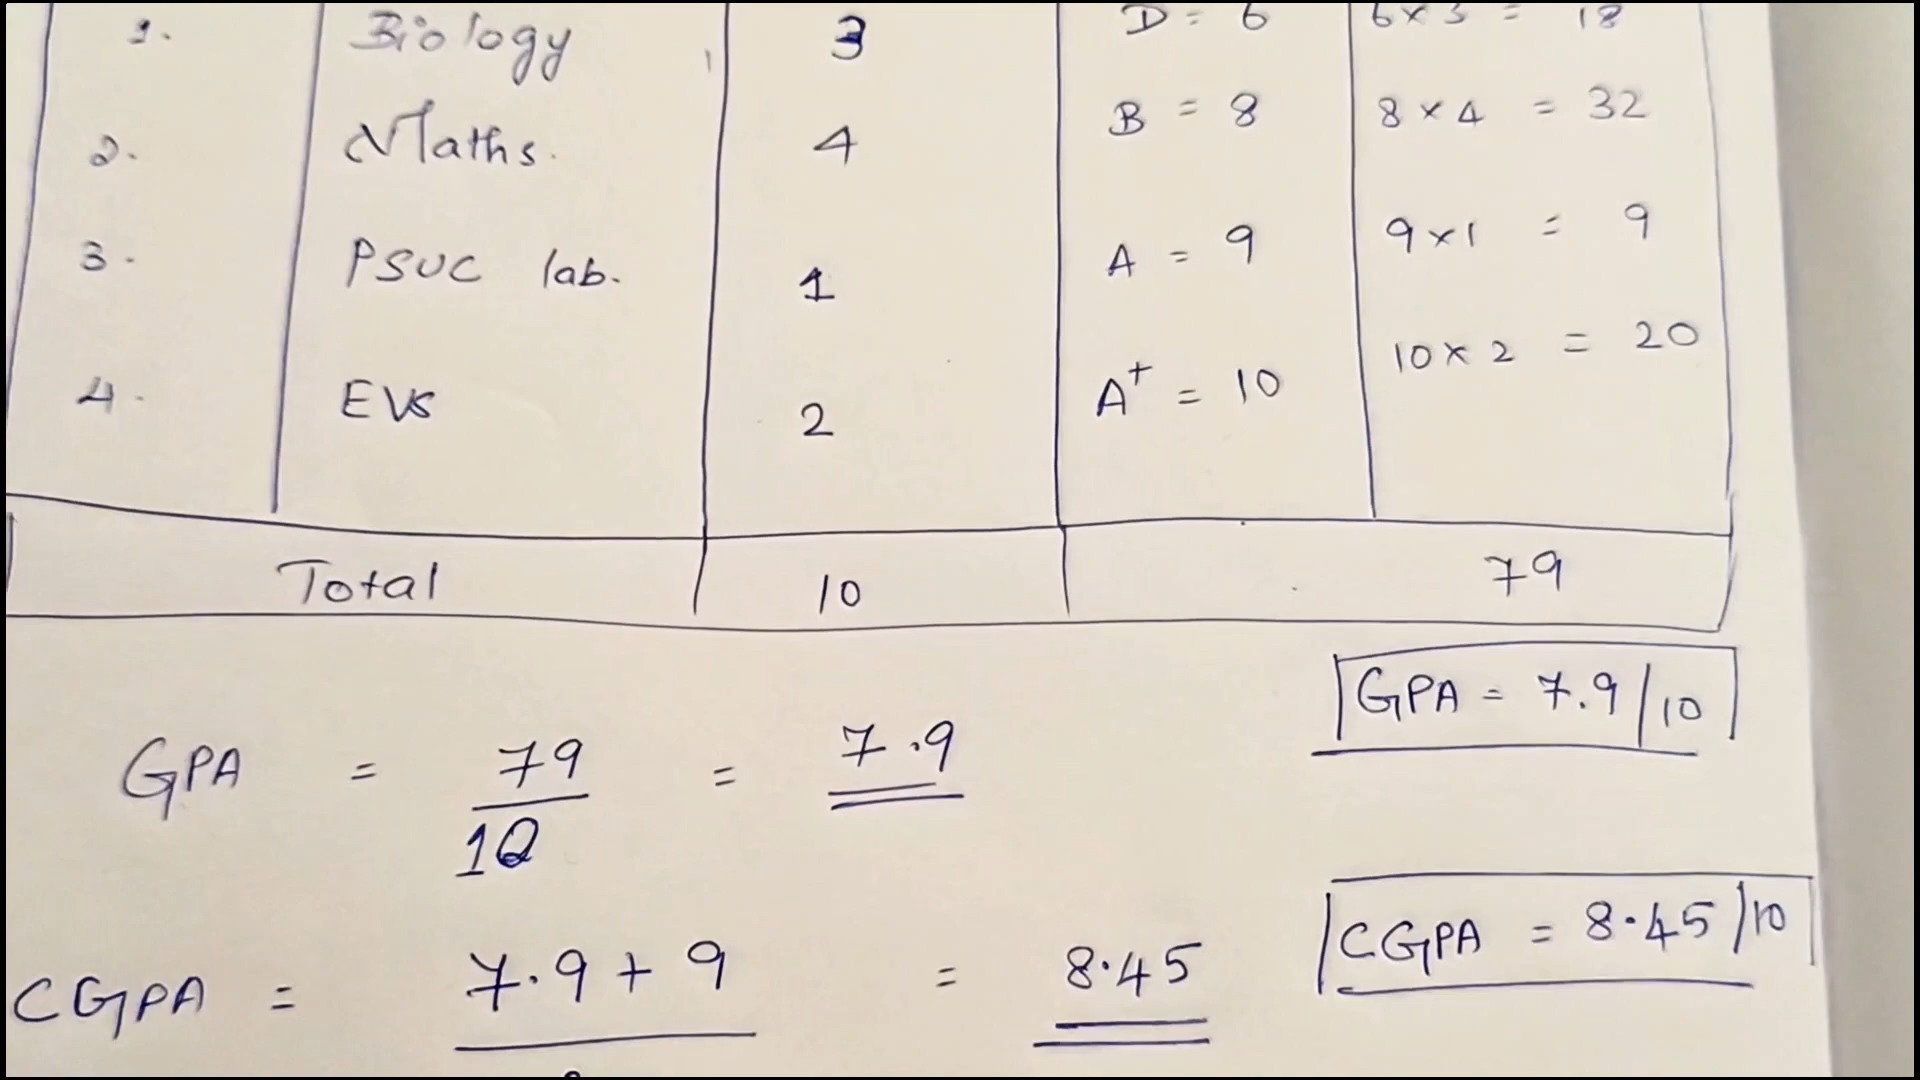 1. Biology 3 D = 6 6 x 3 = 18
2. Maths. 4 B = 8 8 x 4 = 32
3. PSUC lab. 1 A = 9 9 x 1 = 9
4. EVS 2 A+ = 10 10 x 2 = 20
Total 10 79
GPA = 7.9/10
GPA = 79/10 = 7.9
CGPA = 8.45/10
CGPA = 7.9 + 9 = 8.45